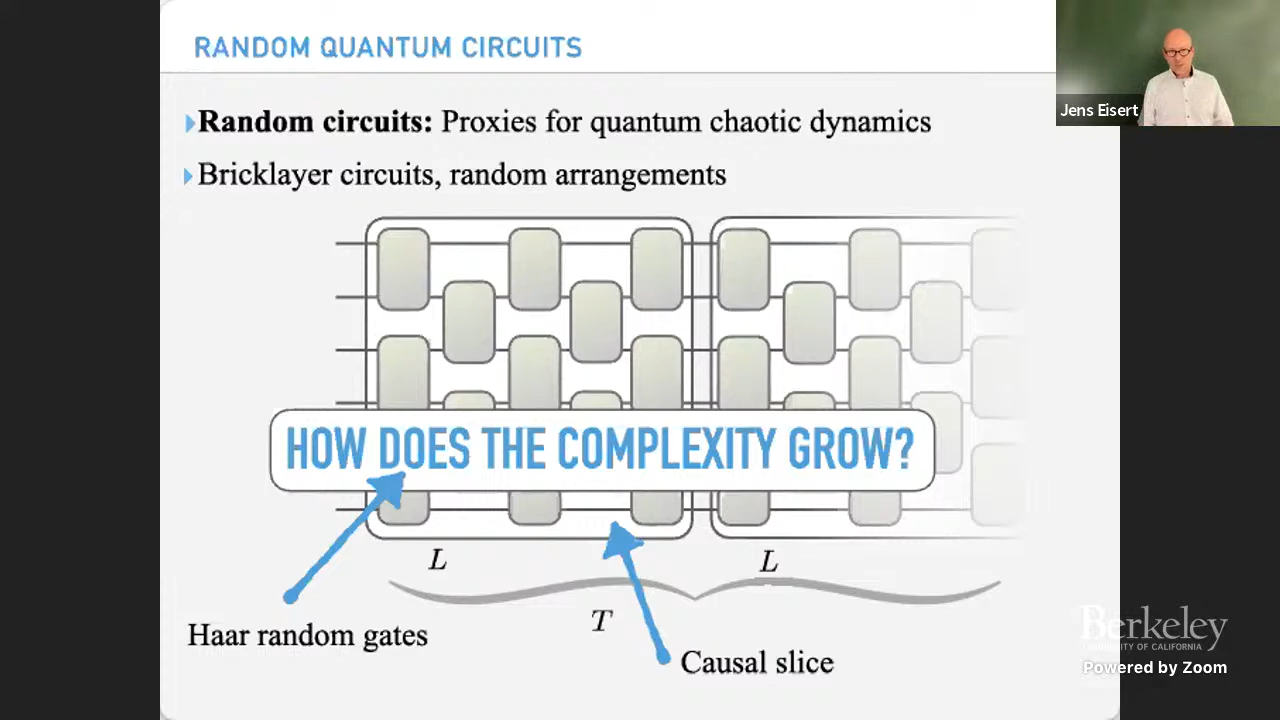 RANDOM QUANTUM CIRCUITS
Random circuits: Proxies for quantum chaotic dynamics
Bricklayer circuits, random arrangements
HOW DOES THE COMPLEXITY GROW?
L
L
T
Haar random gates
Causal slice
Jens Eisert
Berkeley
UNIVERSITY OF CALIFORNIA
Powered by Zoom